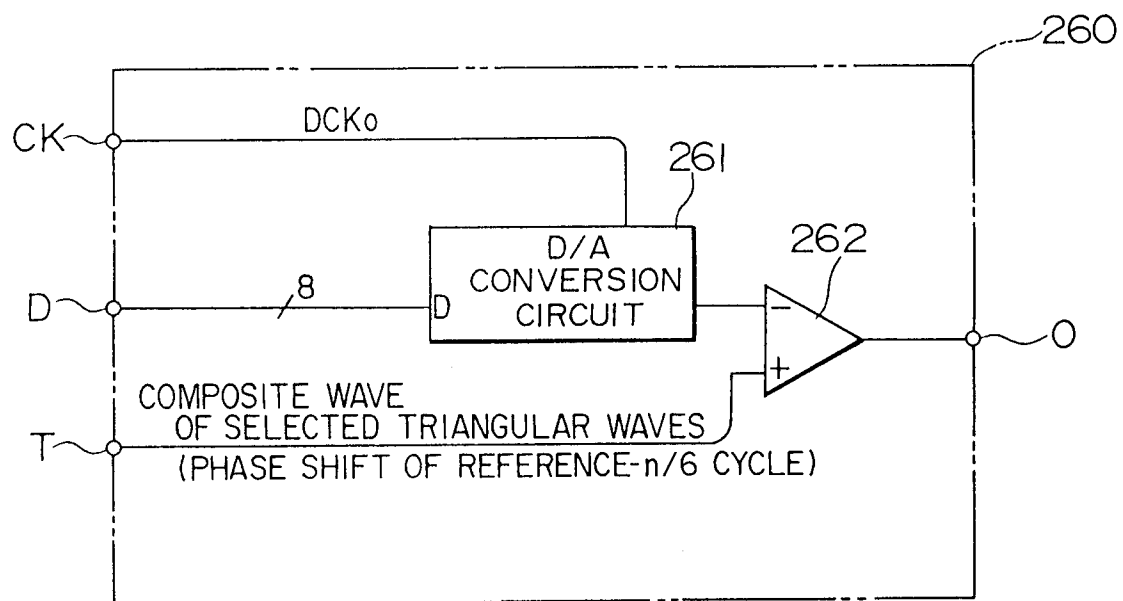 260
CK
DCKo
261
D/A
CONVERSION
CIRCUIT
262
D
8
D
−
+
O
COMPOSITE WAVE
OF SELECTED TRIANGULAR WAVES
T
(PHASE SHIFT OF REFERENCE-n/6 CYCLE)